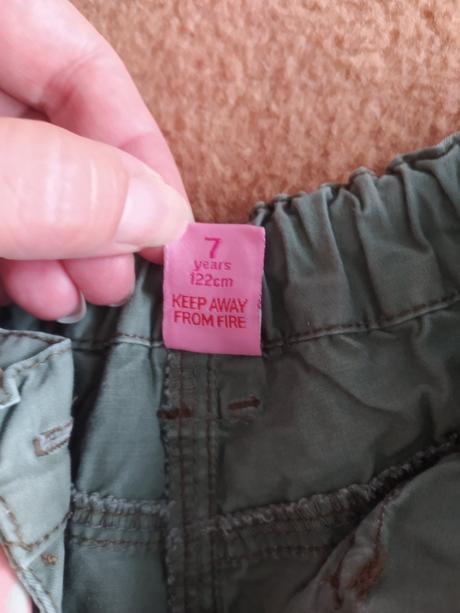 7
years
122cm
KEEP AWAY
FROM FIRE